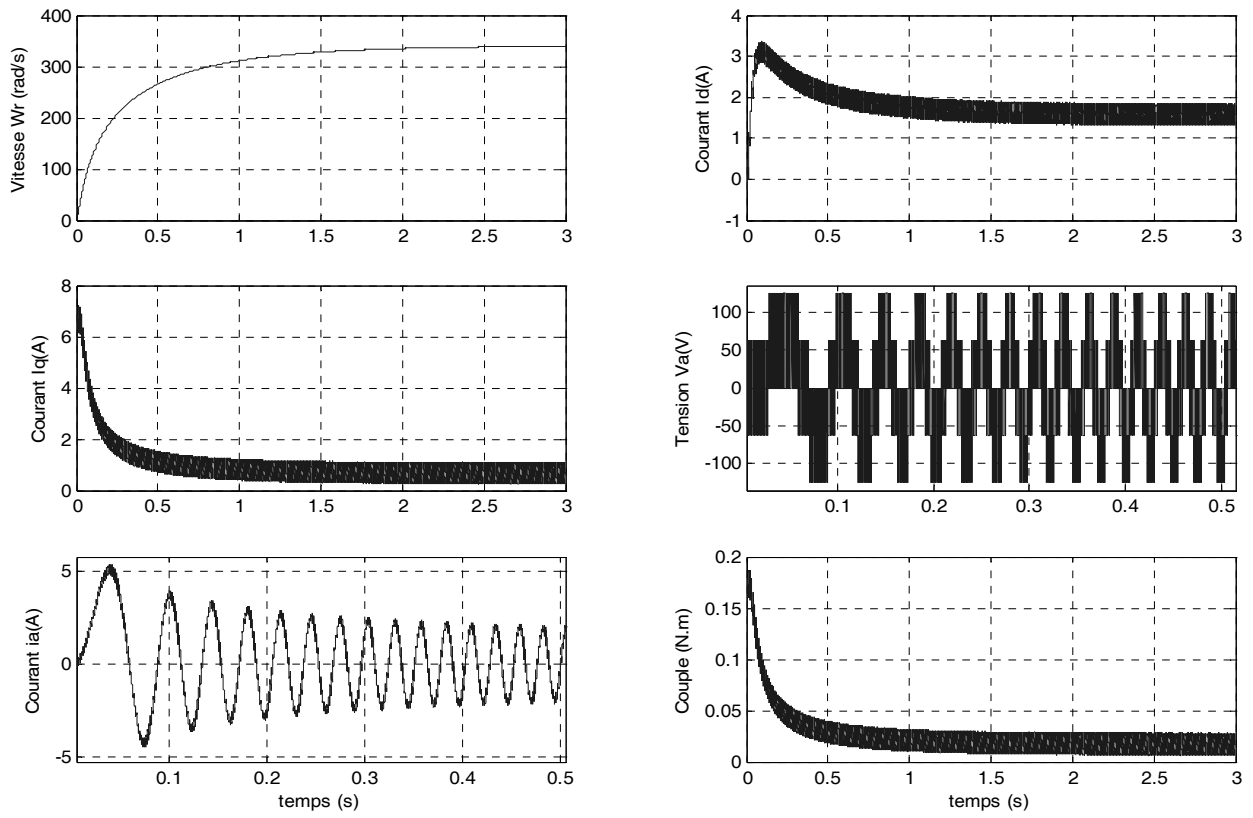 Vitesse Wr (rad/s)
400
300
200
100
0
0 0.5 1 1.5 2 2.5 3
Courant Id(A)
4
3
2
1
0
-1
0 0.5 1 1.5 2 2.5 3
Courant Iq(A)
8
6
4
2
0
0 0.5 1 1.5 2 2.5 3
Tension Va(V)
100
50
0
-50
-100
0.1 0.2 0.3 0.4 0.5
Courant ia(A)
5
0
-5
0.1 0.2 0.3 0.4 0.5
temps (s)
Couple (N.m)
0.2
0.15
0.1
0.05
0
0 0.5 1 1.5 2 2.5 3
temps (s)